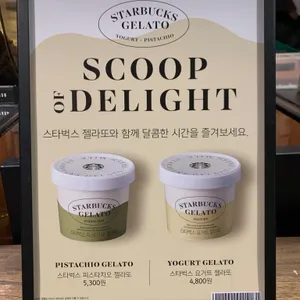 STARBUCKS
GELATO
YOGURT · PISTACHIO
SCOOP
OF DELIGHT
스타벅스 젤라또와 함께 달콤한 시간을 즐겨보세요.
STARBUCKS
GELATO
STARBUCKS
GELATO
PISTACHIO GELATO
스타벅스 피스타치오 젤라또
5,300원
YOGURT GELATO
스타벅스 요거트 젤라또
4,800원